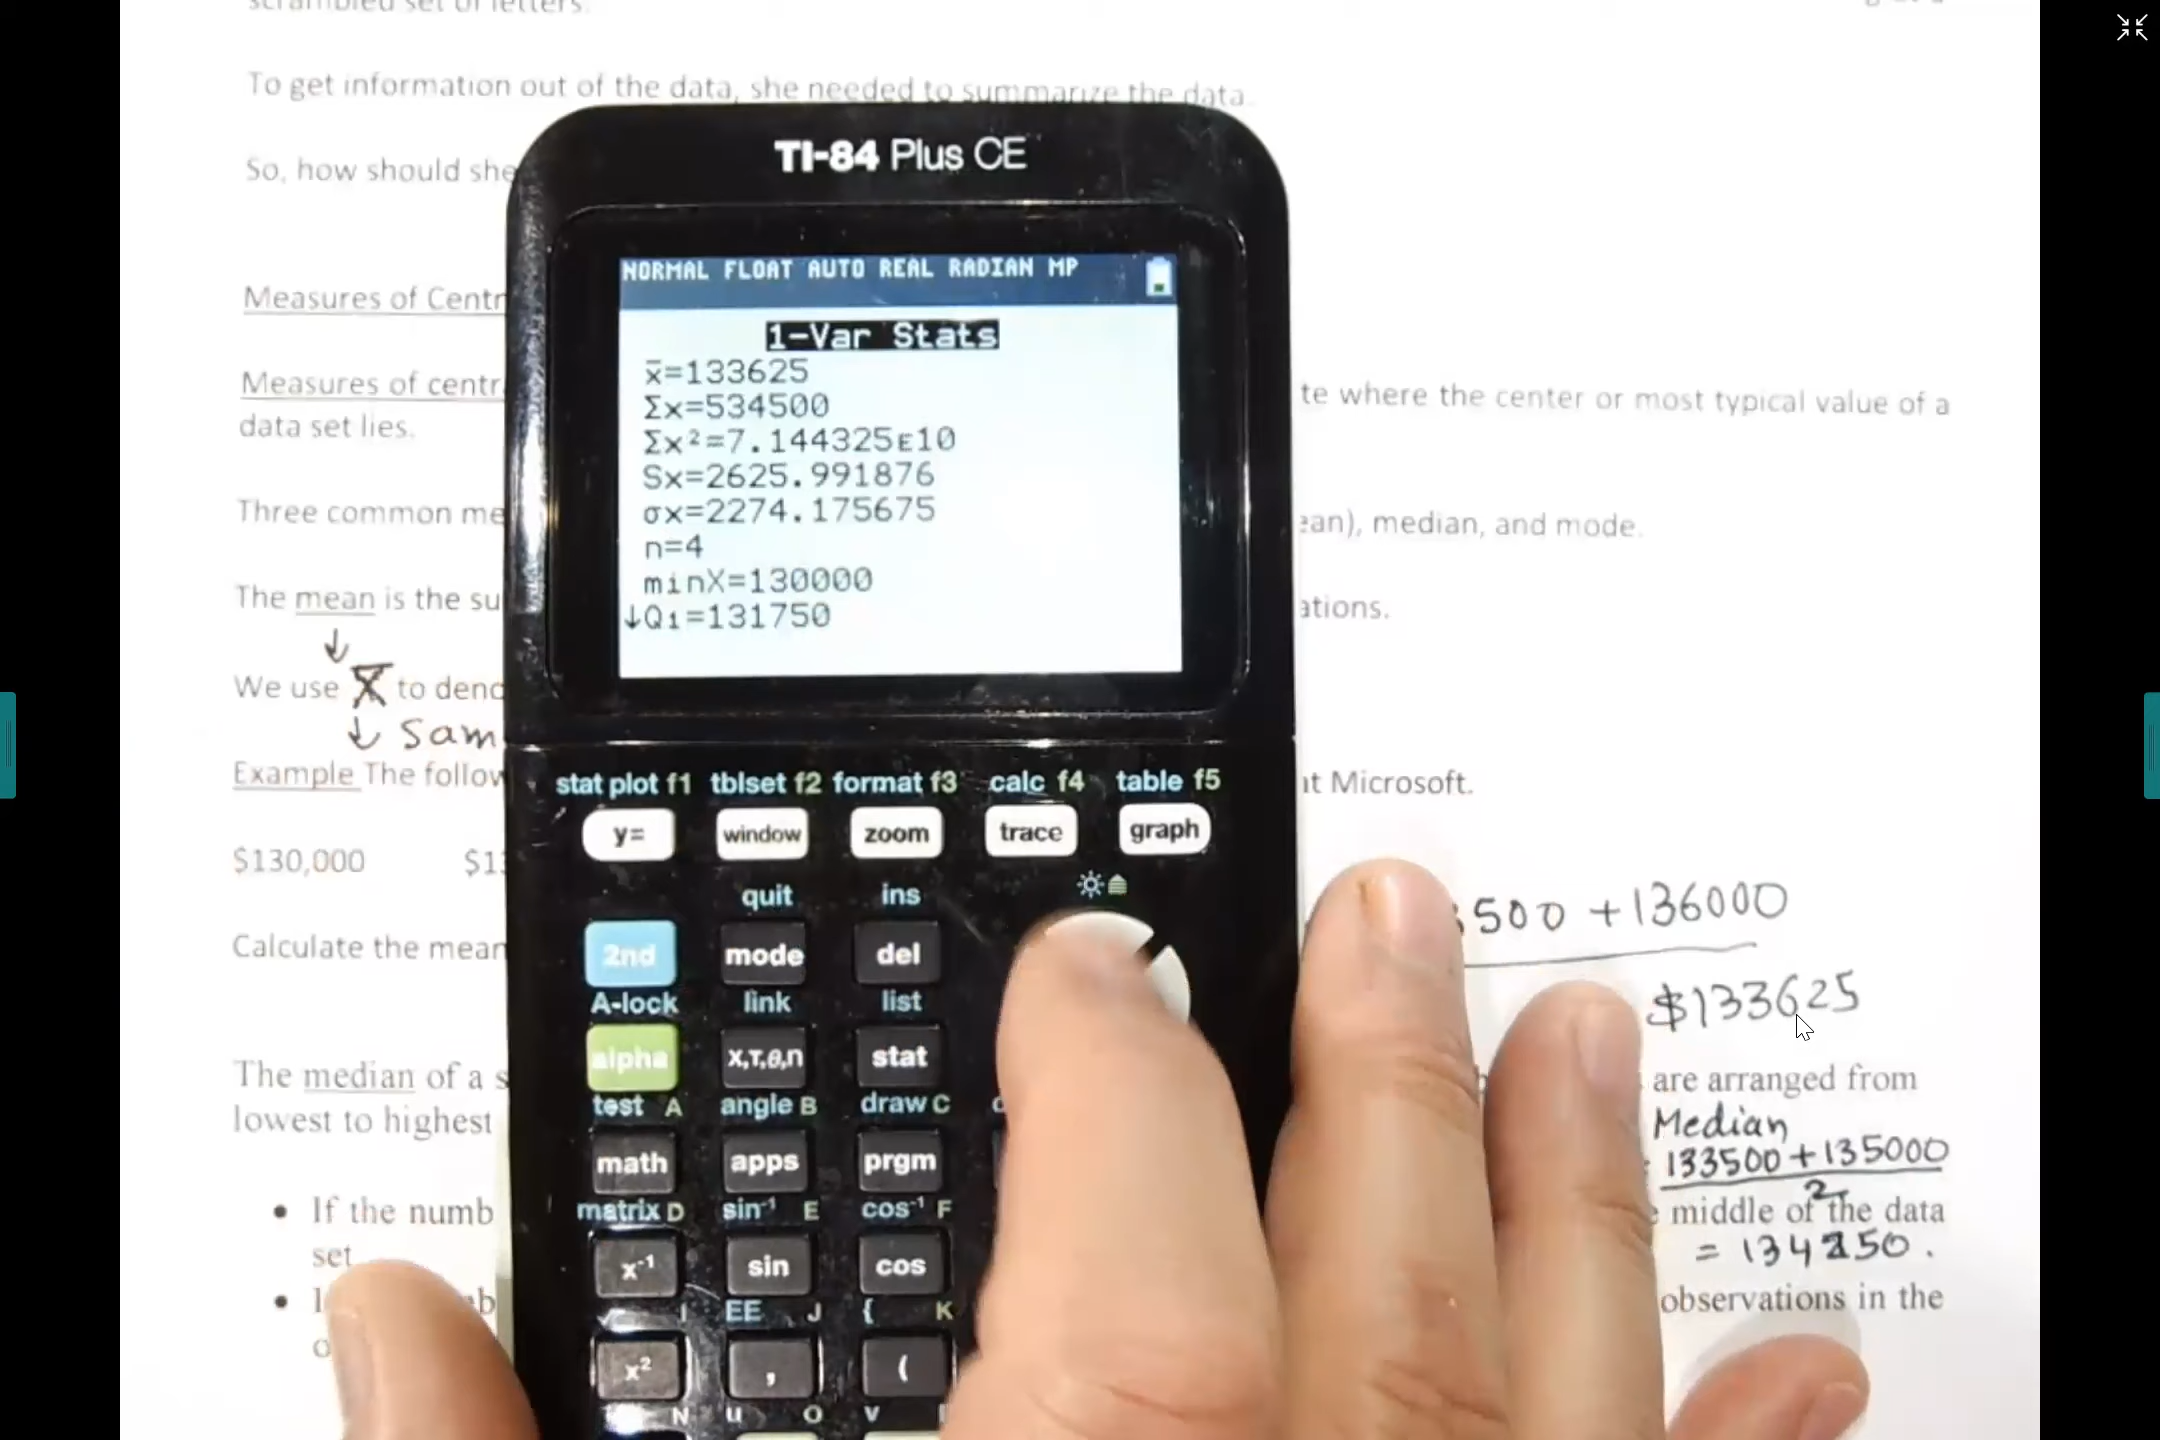 To get information out of the data, she needed to summarize the data.
So, how should she
TI-84 Plus CE
NORMAL FLOAT AUTO REAL RADIAN MP
1-Var Stats
x̄=133625
Σx=534500
Σx²=7.144325E10
Sx=2625.991876
σx=2274.175675
n=4
minX=130000
↓Q1=131750
Measures of Centr
Measures of centr te where the center or most typical value of a
data set lies.
Three common me ean), median, and mode.
The mean is the su ations.
↓
We use x̄ to deno
↓ Sam
Example The follow at Microsoft.
$130,000 $13
500 + 136000
Calculate the mean
$133625
The median of a s are arranged from
lowest to highest Median
133500 + 135000
2
If the numb middle of the data
set = 134250.
observations in the
stat plot f1 tblset f2 format f3 calc f4 table f5
y= window zoom trace graph
quit ins
2nd mode del
A-lock link list
alpha X,T,θ,n stat
test A angle B draw C
math apps prgm
matrix D sin⁻¹ E cos⁻¹ F
x⁻¹ sin cos
EE J { K
x² , (
N u O v